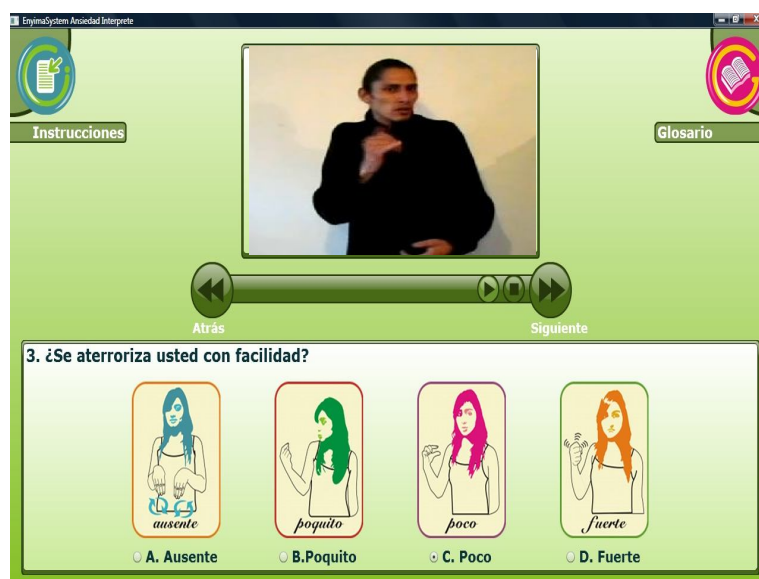 EnyimaSystem Ansiedad Interprete
Instrucciones
Glosario
Atrás
Siguiente
3. ¿Se aterroriza usted con facilidad?
ausente
poquito
poco
fuerte
A. Ausente
B.Poquito
C. Poco
D. Fuerte